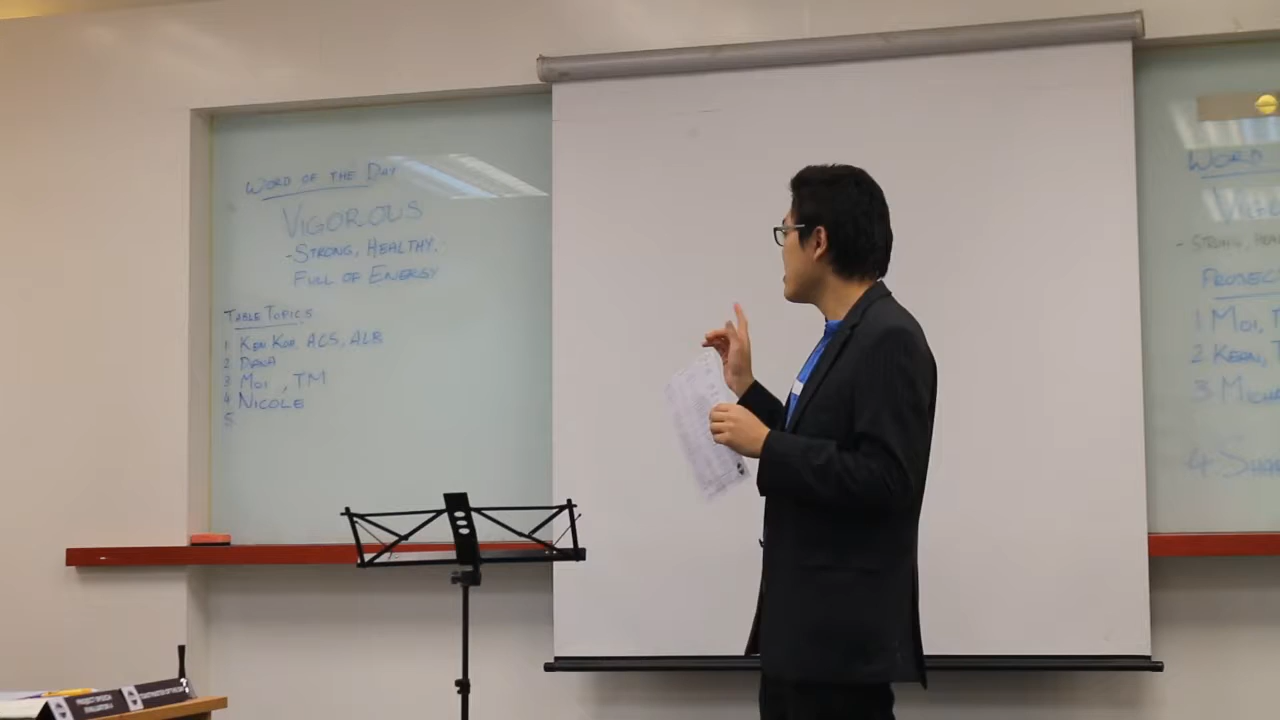 WORD OF THE DAY
VIGOROUS
- STRONG, HEALTHY,
FULL OF ENERGY
TABLE TOPICS
1 KEN KOH, ACS, ALB
2 DANA
3 MOI, TM
4 NICOLE
5
WORD
- STRONG, HEA
PROJEC
1 MOI, T
2 KEAN, T
3 MICH
4 SHA